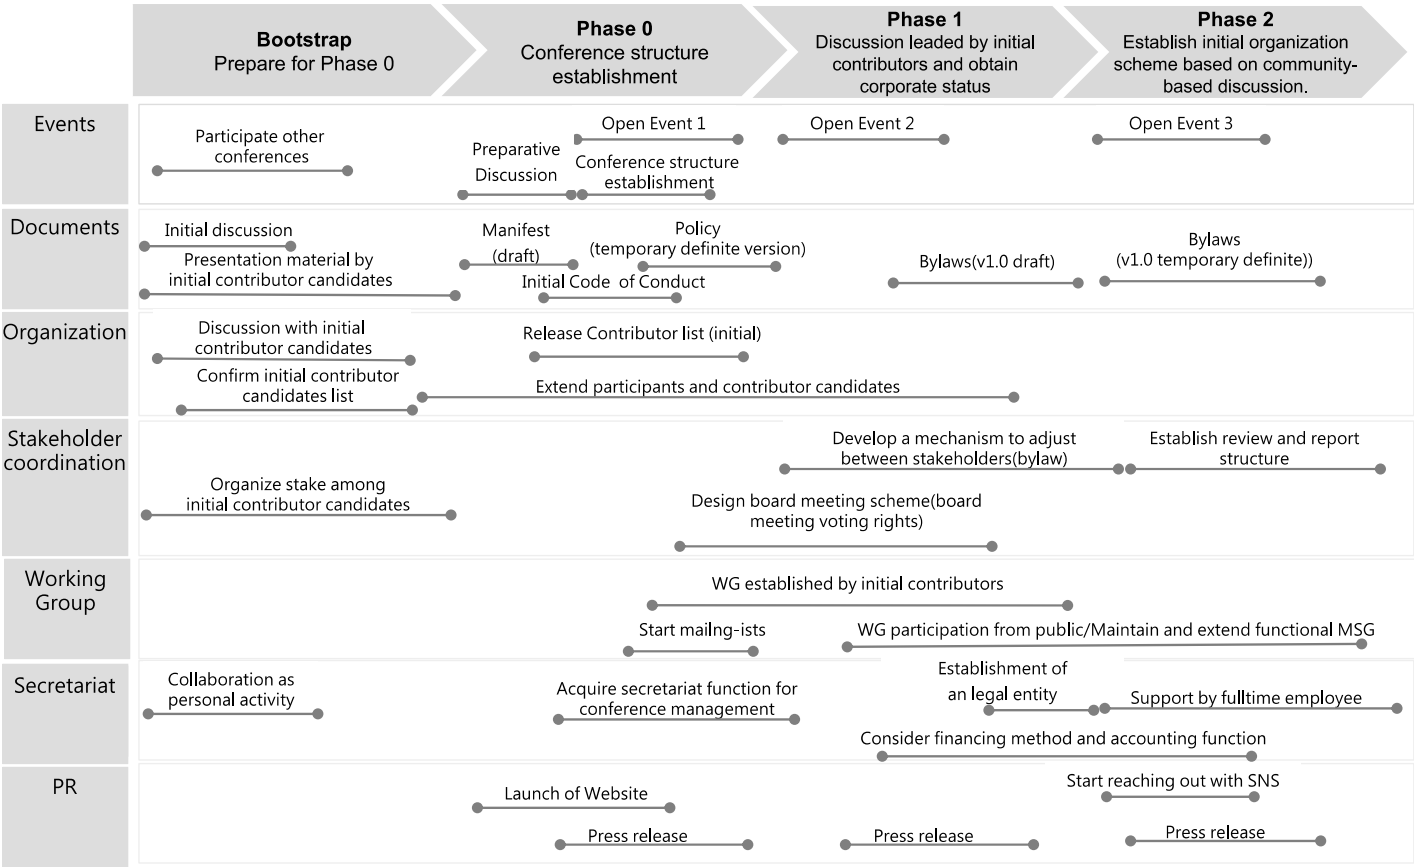 Bootstrap
Prepare for Phase 0
Phase 0
Conference structure
establishment
Phase 1
Discussion leaded by initial
contributors and obtain
corporate status
Phase 2
Establish initial organization
scheme based on community-
based discussion.
Events
Participate other
conferences
Preparative
Discussion
Open Event 1
Conference structure
establishment
Open Event 2
Open Event 3
Documents
Initial discussion
Presentation material by
initial contributor candidates
Manifest
(draft)
Policy
(temporary definite version)
Initial Code of Conduct
Bylaws(v1.0 draft)
Bylaws
(v1.0 temporary definite))
Organization
Discussion with initial
contributor candidates
Confirm initial contributor
candidates list
Release Contributor list (initial)
Extend participants and contributor candidates
Stakeholder
coordination
Organize stake among
initial contributor candidates
Develop a mechanism to adjust
between stakeholders(bylaw)
Design board meeting scheme(board
meeting voting rights)
Establish review and report
structure
Working
Group
WG established by initial contributors
Start mailng-ists
WG participation from public/Maintain and extend functional MSG
Secretariat
Collaboration as
personal activity
Acquire secretariat function for
conference management
Establishment of
an legal entity
Support by fulltime employee
Consider financing method and accounting function
PR
Launch of Website
Press release
Press release
Start reaching out with SNS
Press release